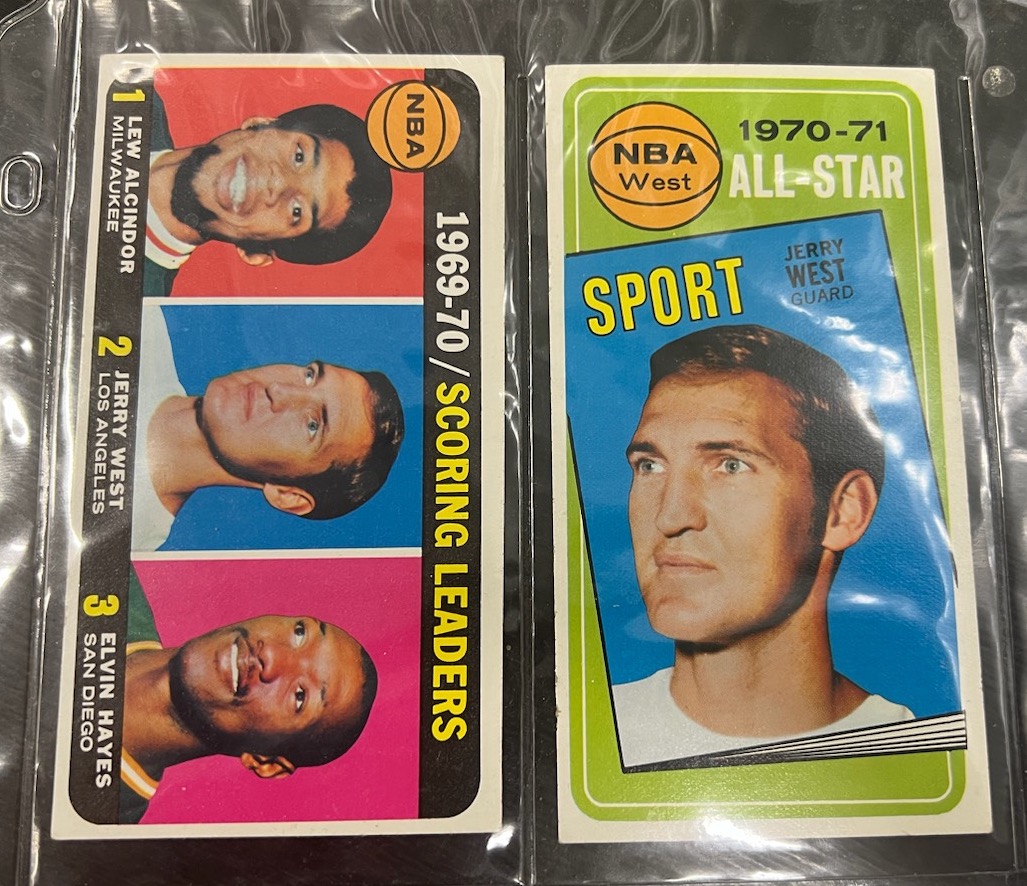 NBA
1969-70/SCORING LEADERS
1 LEW ALCINDOR
MILWAUKEE
2 JERRY WEST
LOS ANGELES
3 ELVIN HAYES
SAN DIEGO
NBA
West
1970-71
ALL-STAR
SPORT
JERRY
WEST
GUARD